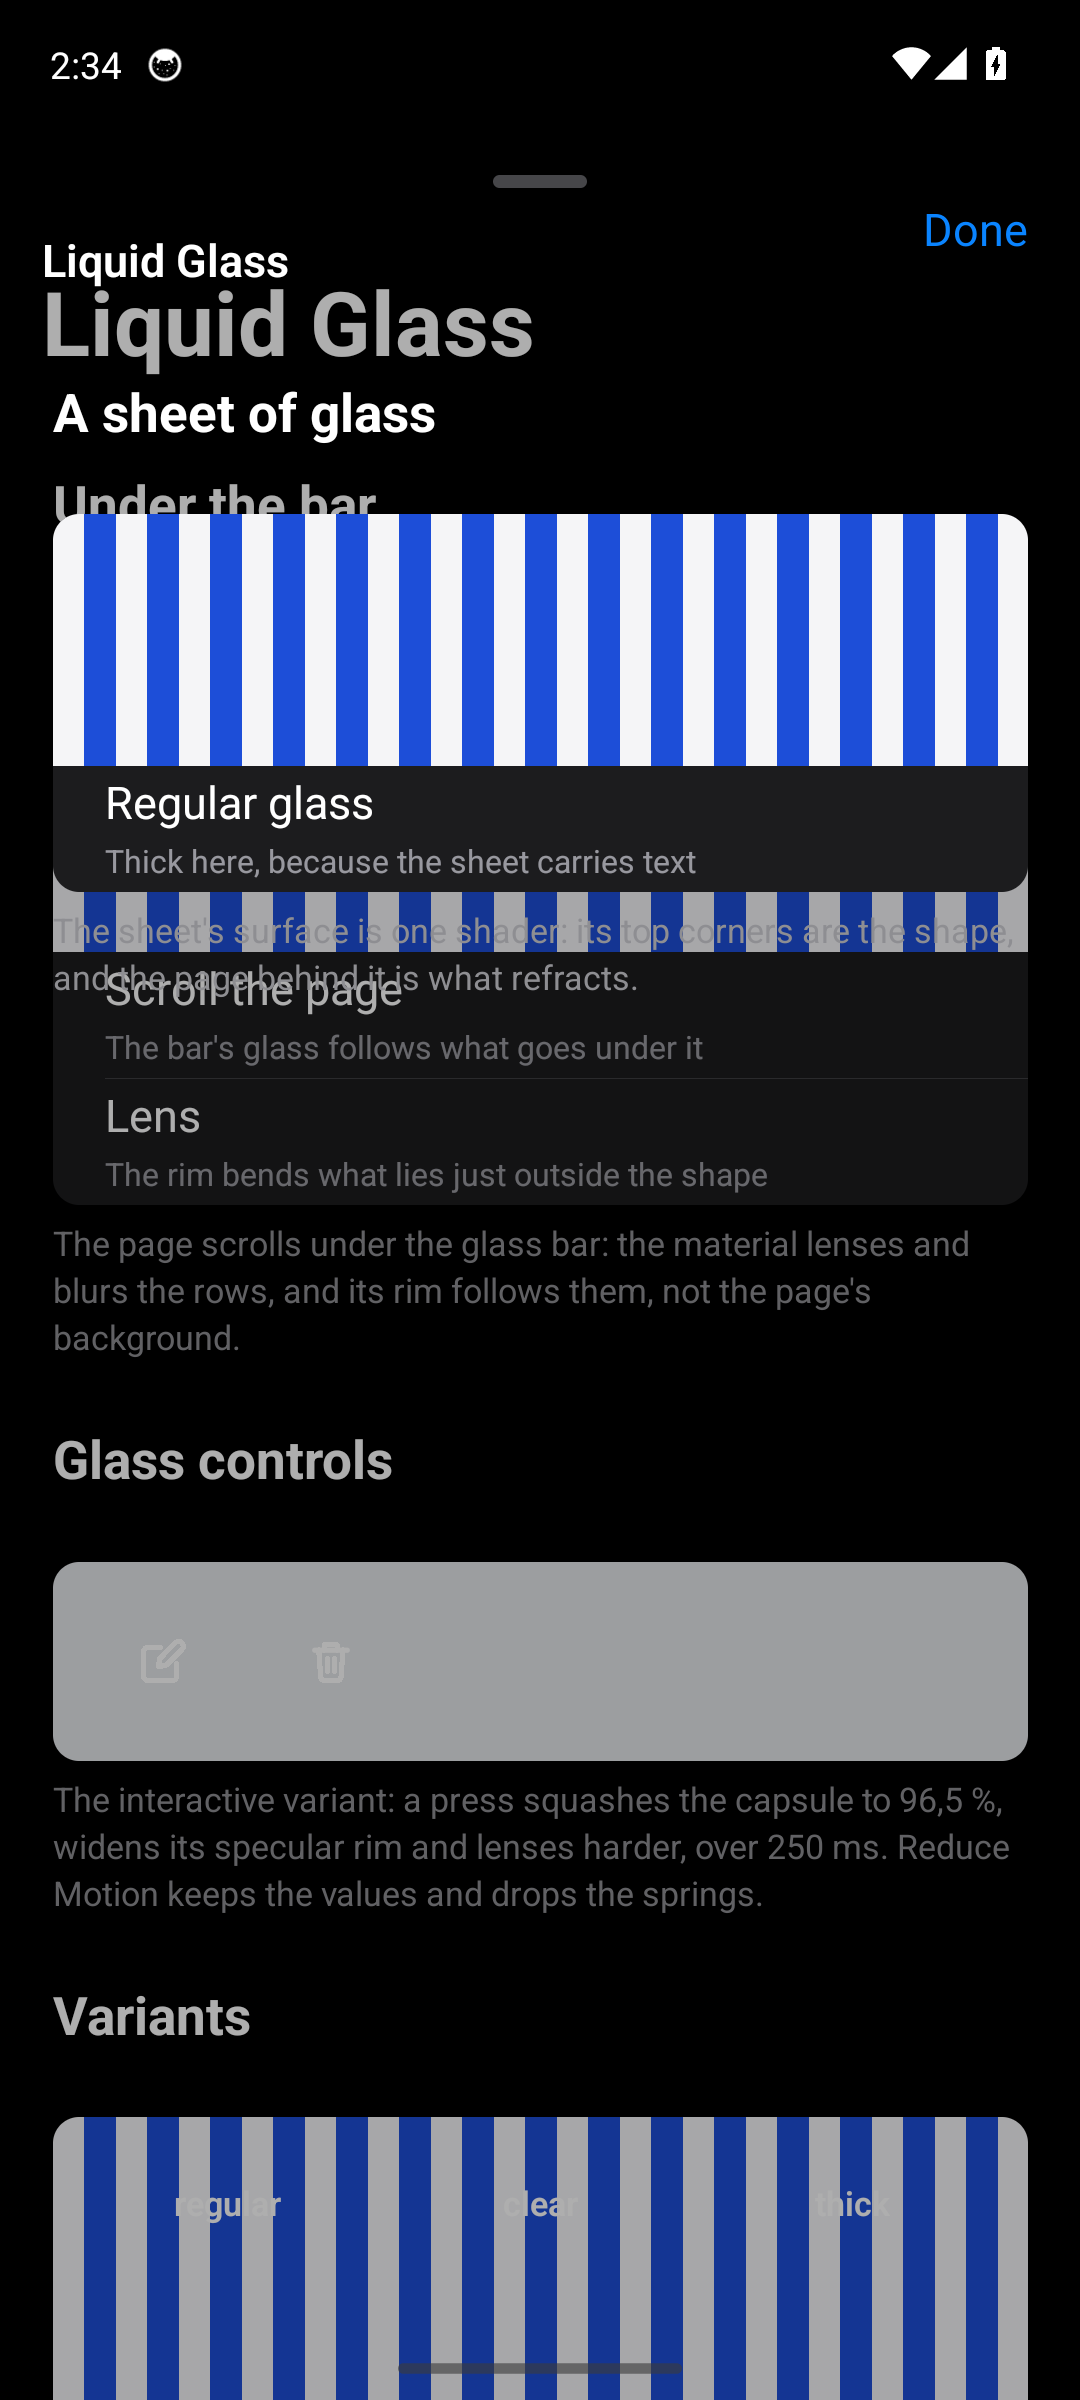 2:34
Done
Liquid Glass
Liquid Glass
A sheet of glass
Under the bar
Regular glass
Thick here, because the sheet carries text
The sheet's surface is one shader: its top corners are the shape,
and the page behind it is what refracts.
Scroll the page
The bar's glass follows what goes under it
Lens
The rim bends what lies just outside the shape
The page scrolls under the glass bar: the material lenses and
blurs the rows, and its rim follows them, not the page's
background.
Glass controls
The interactive variant: a press squashes the capsule to 96,5 %,
widens its specular rim and lenses harder, over 250 ms. Reduce
Motion keeps the values and drops the springs.
Variants
regular clear thick